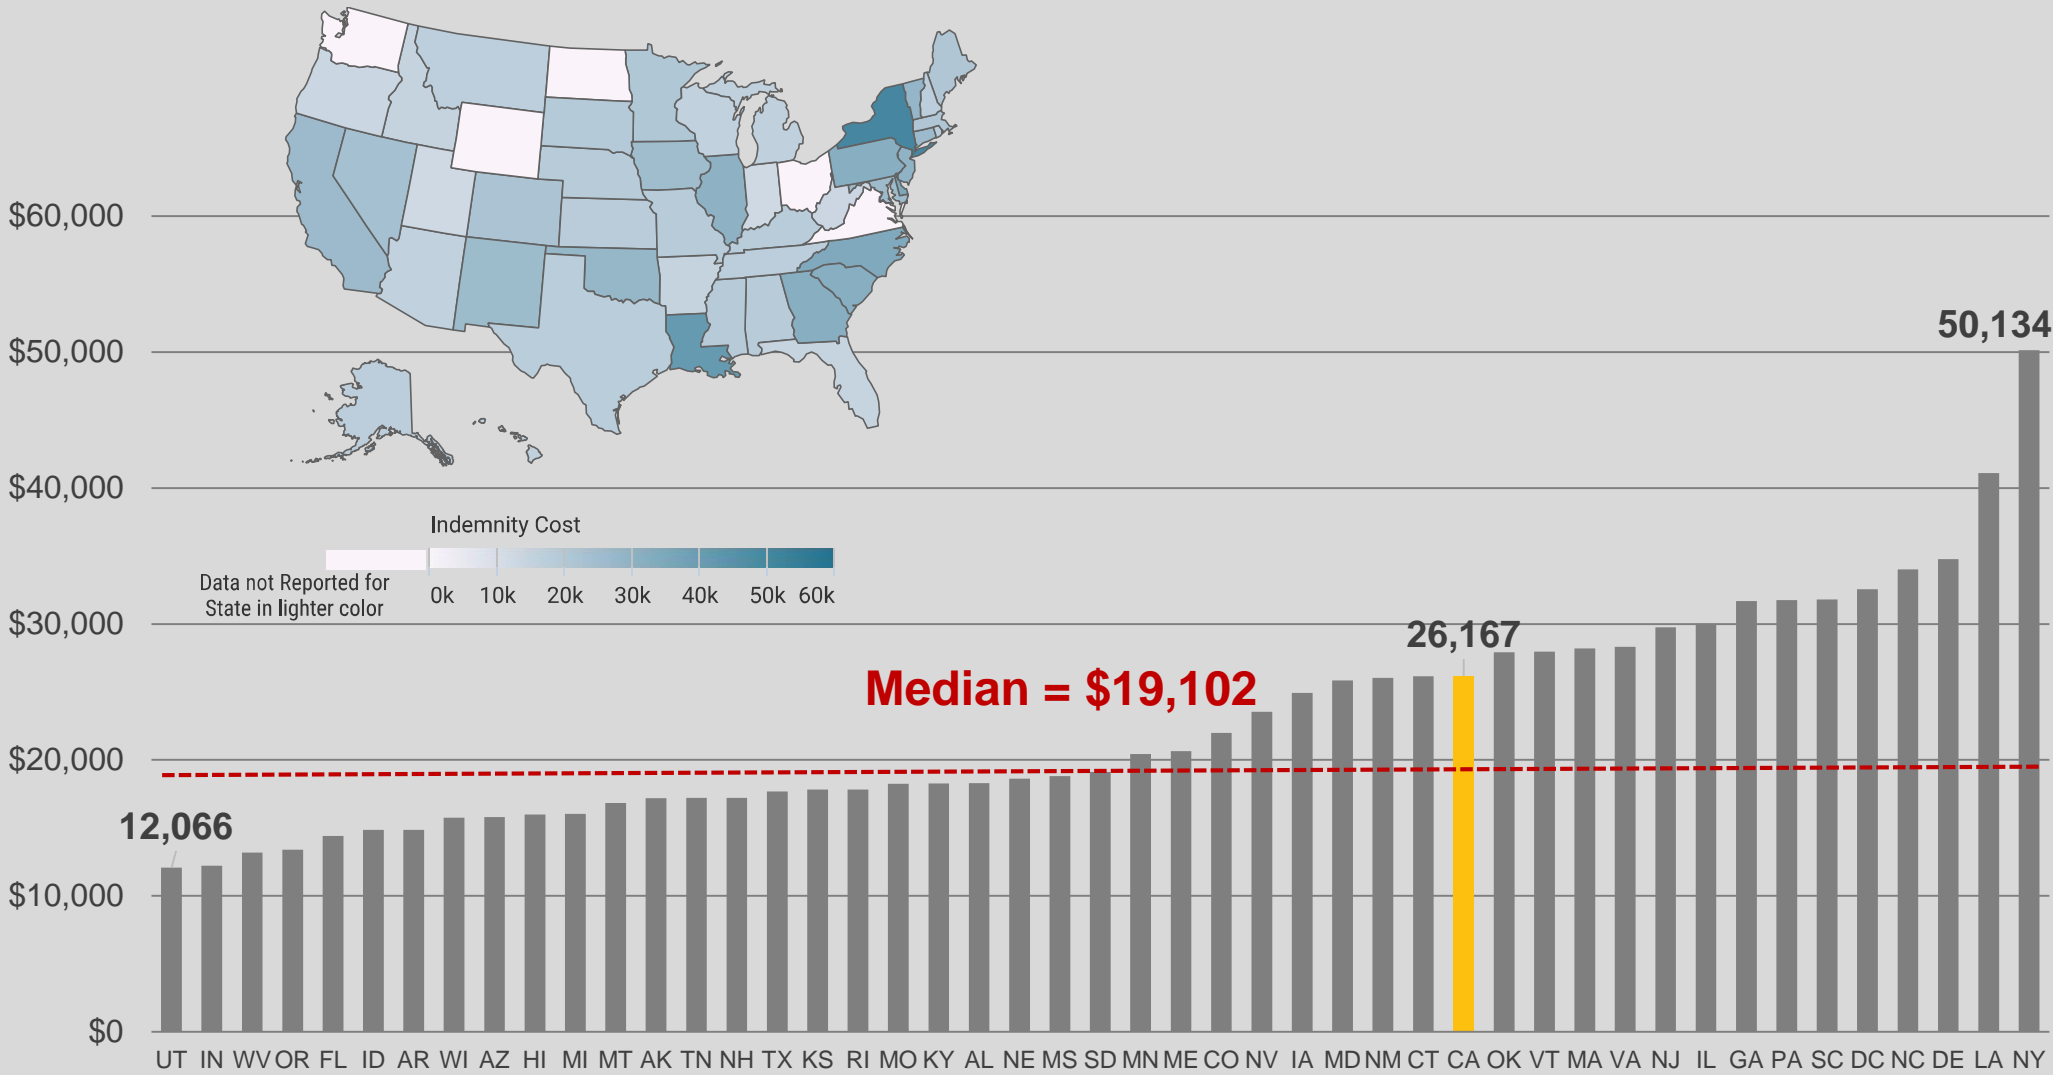 $60,000
50,134
$50,000
$40,000
Indemnity Cost
Data not Reported for
State in lighter color
0k 10k 20k 30k 40k 50k 60k
$30,000
26,167
Median = $19,102
$20,000
12,066
$10,000
$0
UT IN WV OR FL ID AR WI AZ HI MI MT AK TN NH TX KS RI MO KY AL NE MS SD MN ME CO NV IA MD NM CT CA OK VT MA VA NJ IL GA PA SC DC NC DE LA NY